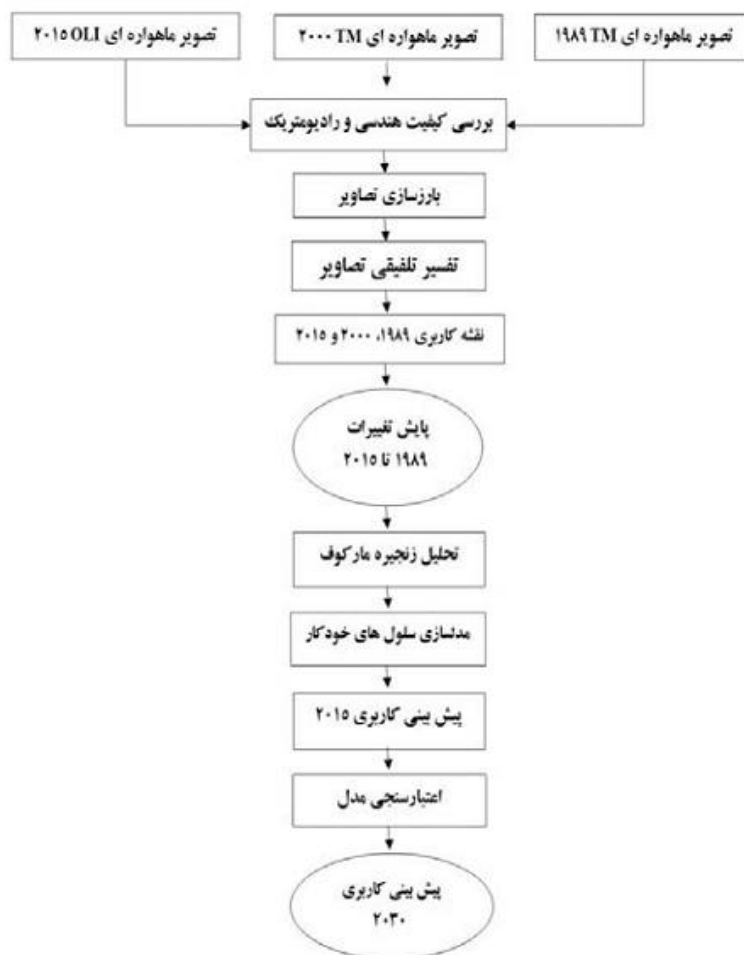 تصویر ماهواره ای ۱۹۸۹ TM
تصویر ماهواره ای ۲۰۰۰ TM
تصویر ماهواره ای ۲۰۱۵ OLI
بررسی کیفیت هندسی و رادیومتریک
بارزسازی تصاویر
تفسیر تلفیقی تصاویر
نقشه کاربری ۱۹۸۹، ۲۰۰۰ و ۲۰۱۵
پایش تغییرات
۱۹۸۹ تا ۲۰۱۵
تحلیل زنجیره مارکوف
مدلسازی سلول های خودکار
پیش بینی کاربری ۲۰۱۵
اعتبارسنجی مدل
پیش بینی کاربری
۲۰۳۰